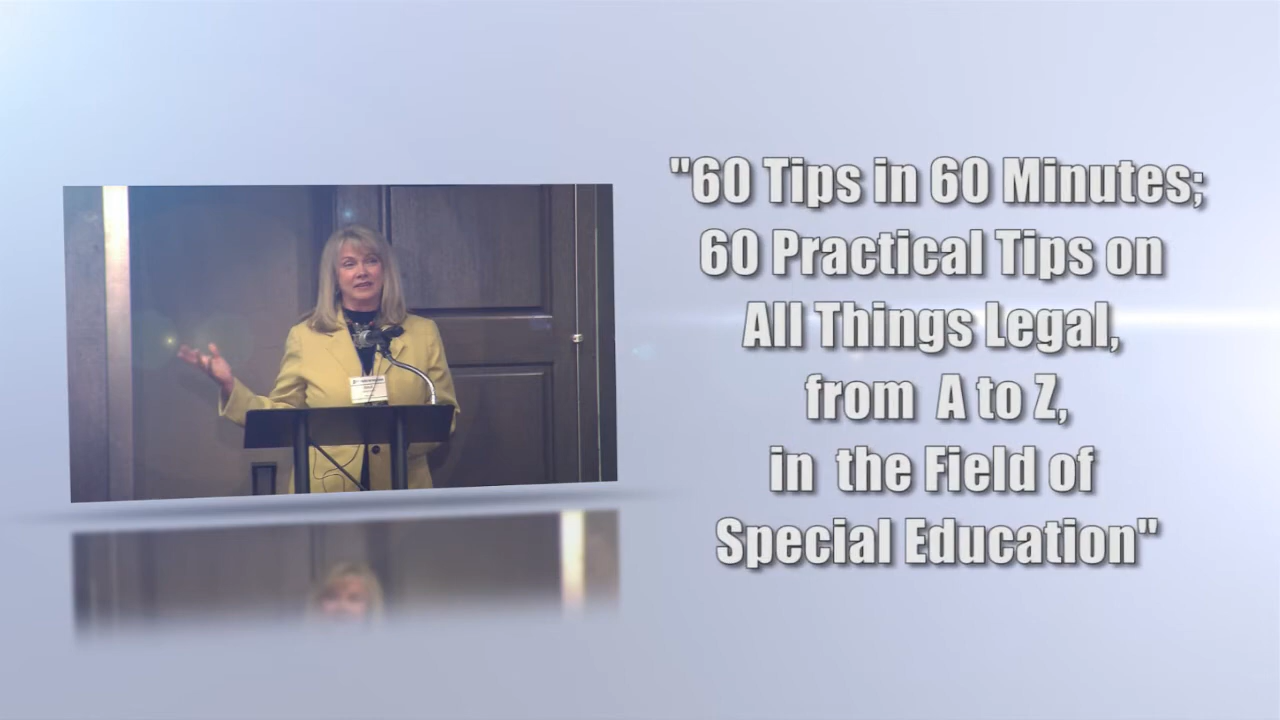 "60 Tips in 60 Minutes;
60 Practical Tips on
All Things Legal,
from A to Z,
in the Field of
Special Education"